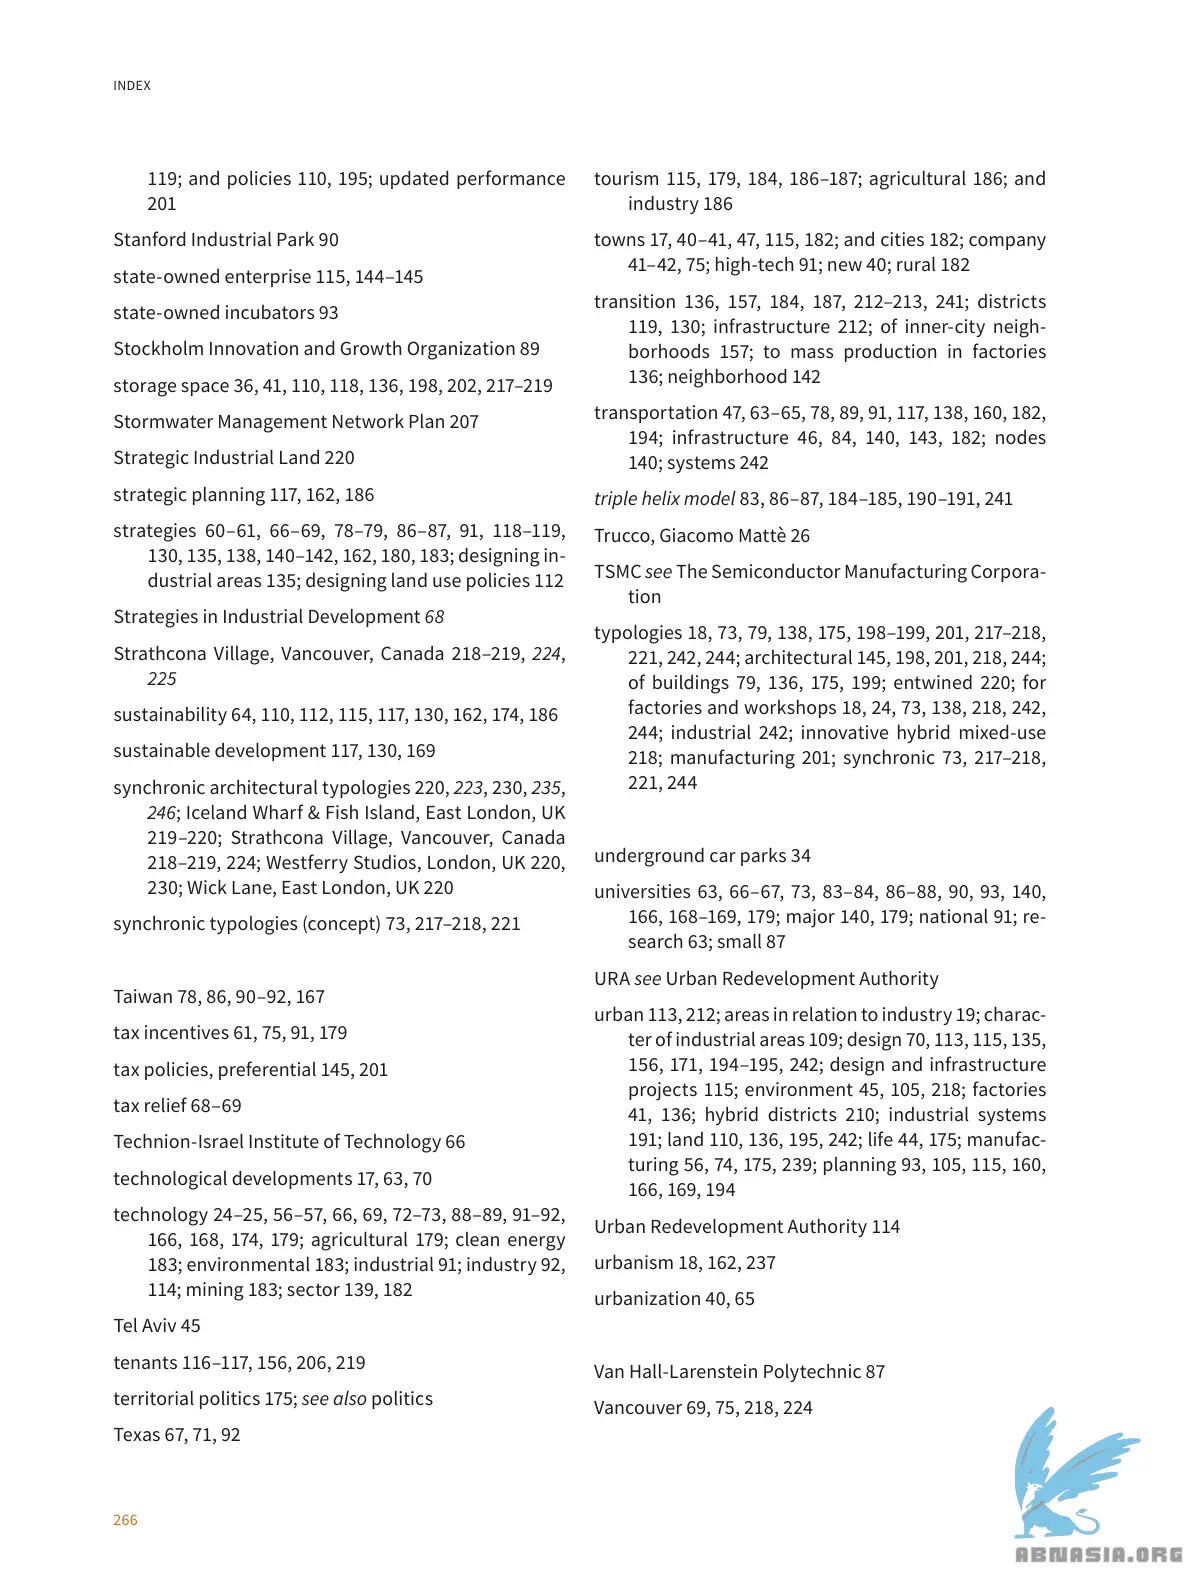 INDEX
119; and policies 110, 195; updated performance
201
Stanford Industrial Park 90
state-owned enterprise 115, 144–145
state-owned incubators 93
Stockholm Innovation and Growth Organization 89
storage space 36, 41, 110, 118, 136, 198, 202, 217–219
Stormwater Management Network Plan 207
Strategic Industrial Land 220
strategic planning 117, 162, 186
strategies 60–61, 66–69, 78–79, 86–87, 91, 118–119,
130, 135, 138, 140–142, 162, 180, 183; designing in-
dustrial areas 135; designing land use policies 112
Strategies in Industrial Development 68
Strathcona Village, Vancouver, Canada 218–219, 224,
225
sustainability 64, 110, 112, 115, 117, 130, 162, 174, 186
sustainable development 117, 130, 169
synchronic architectural typologies 220, 223, 230, 235,
246; Iceland Wharf & Fish Island, East London, UK
219–220; Strathcona Village, Vancouver, Canada
218–219, 224; Westferry Studios, London, UK 220,
230; Wick Lane, East London, UK 220
synchronic typologies (concept) 73, 217–218, 221
Taiwan 78, 86, 90–92, 167
tax incentives 61, 75, 91, 179
tax policies, preferential 145, 201
tax relief 68–69
Technion-Israel Institute of Technology 66
technological developments 17, 63, 70
technology 24–25, 56–57, 66, 69, 72–73, 88–89, 91–92,
166, 168, 174, 179; agricultural 179; clean energy
183; environmental 183; industrial 91; industry 92,
114; mining 183; sector 139, 182
Tel Aviv 45
tenants 116–117, 156, 206, 219
territorial politics 175; see also politics
Texas 67, 71, 92
tourism 115, 179, 184, 186–187; agricultural 186; and
industry 186
towns 17, 40–41, 47, 115, 182; and cities 182; company
41–42, 75; high-tech 91; new 40; rural 182
transition 136, 157, 184, 187, 212–213, 241; districts
119, 130; infrastructure 212; of inner-city neigh-
borhoods 157; to mass production in factories
136; neighborhood 142
transportation 47, 63–65, 78, 89, 91, 117, 138, 160, 182,
194; infrastructure 46, 84, 140, 143, 182; nodes
140; systems 242
triple helix model 83, 86–87, 184–185, 190–191, 241
Trucco, Giacomo Mattè 26
TSMC see The Semiconductor Manufacturing Corpora-
tion
typologies 18, 73, 79, 138, 175, 198–199, 201, 217–218,
221, 242, 244; architectural 145, 198, 201, 218, 244;
of buildings 79, 136, 175, 199; entwined 220; for
factories and workshops 18, 24, 73, 138, 218, 242,
244; industrial 242; innovative hybrid mixed-use
218; manufacturing 201; synchronic 73, 217–218,
221, 244
underground car parks 34
universities 63, 66–67, 73, 83–84, 86–88, 90, 93, 140,
166, 168–169, 179; major 140, 179; national 91; re-
search 63; small 87
URA see Urban Redevelopment Authority
urban 113, 212; areas in relation to industry 19; charac-
ter of industrial areas 109; design 70, 113, 115, 135,
156, 171, 194–195, 242; design and infrastructure
projects 115; environment 45, 105, 218; factories
41, 136; hybrid districts 210; industrial systems
191; land 110, 136, 195, 242; life 44, 175; manufac-
turing 56, 74, 175, 239; planning 93, 105, 115, 160,
166, 169, 194
Urban Redevelopment Authority 114
urbanism 18, 162, 237
urbanization 40, 65
Van Hall-Larenstein Polytechnic 87
Vancouver 69, 75, 218, 224
266
ABNASIA.ORG